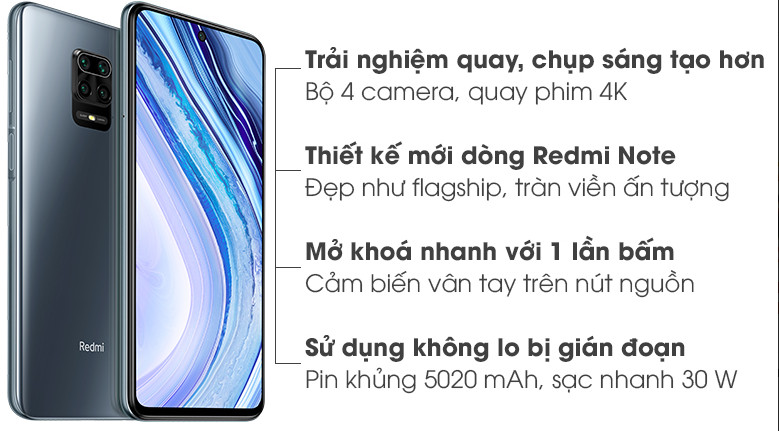 Trải nghiệm quay, chụp sáng tạo hơn
Bộ 4 camera, quay phim 4K
Thiết kế mới dòng Redmi Note
Đẹp như flagship, tràn viền ấn tượng
Mở khoá nhanh với 1 lần bấm
Cảm biến vân tay trên nút nguồn
Redmi
Sử dụng không lo bị gián đoạn
Pin khủng 5020 mAh, sạc nhanh 30 W